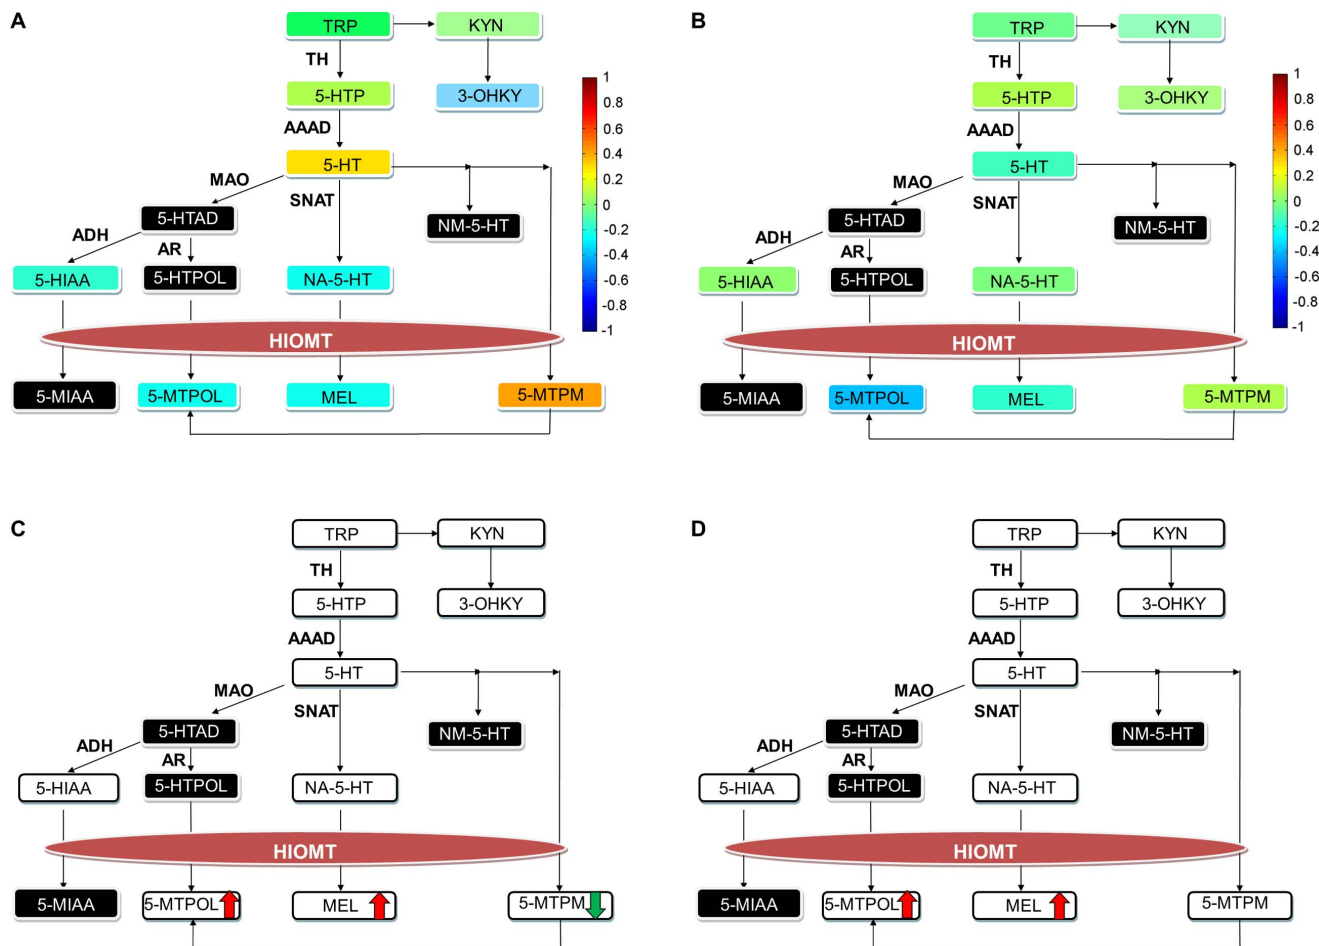 A
TRP
KYN
TH
5-HTP
3-OHKY
AAAD
5-HT
MAO
SNAT
5-HTAD
NM-5-HT
ADH
AR
5-HIAA
5-HTPOL
NA-5-HT
HIOMT
5-MIAA
5-MTPOL
MEL
5-MTPM
1
0.8
0.6
0.4
0.2
0
-0.2
-0.4
-0.6
-0.8
-1
B
TRP
KYN
TH
5-HTP
3-OHKY
AAAD
5-HT
MAO
SNAT
5-HTAD
NM-5-HT
ADH
AR
5-HIAA
5-HTPOL
NA-5-HT
HIOMT
5-MIAA
5-MTPOL
MEL
5-MTPM
1
0.8
0.6
0.4
0.2
0
-0.2
-0.4
-0.6
-0.8
-1
C
TRP
KYN
TH
5-HTP
3-OHKY
AAAD
5-HT
MAO
SNAT
5-HTAD
NM-5-HT
ADH
AR
5-HIAA
5-HTPOL
NA-5-HT
HIOMT
5-MIAA
5-MTPOL
MEL
5-MTPM
D
TRP
KYN
TH
5-HTP
3-OHKY
AAAD
5-HT
MAO
SNAT
5-HTAD
NM-5-HT
ADH
AR
5-HIAA
5-HTPOL
NA-5-HT
HIOMT
5-MIAA
5-MTPOL
MEL
5-MTPM